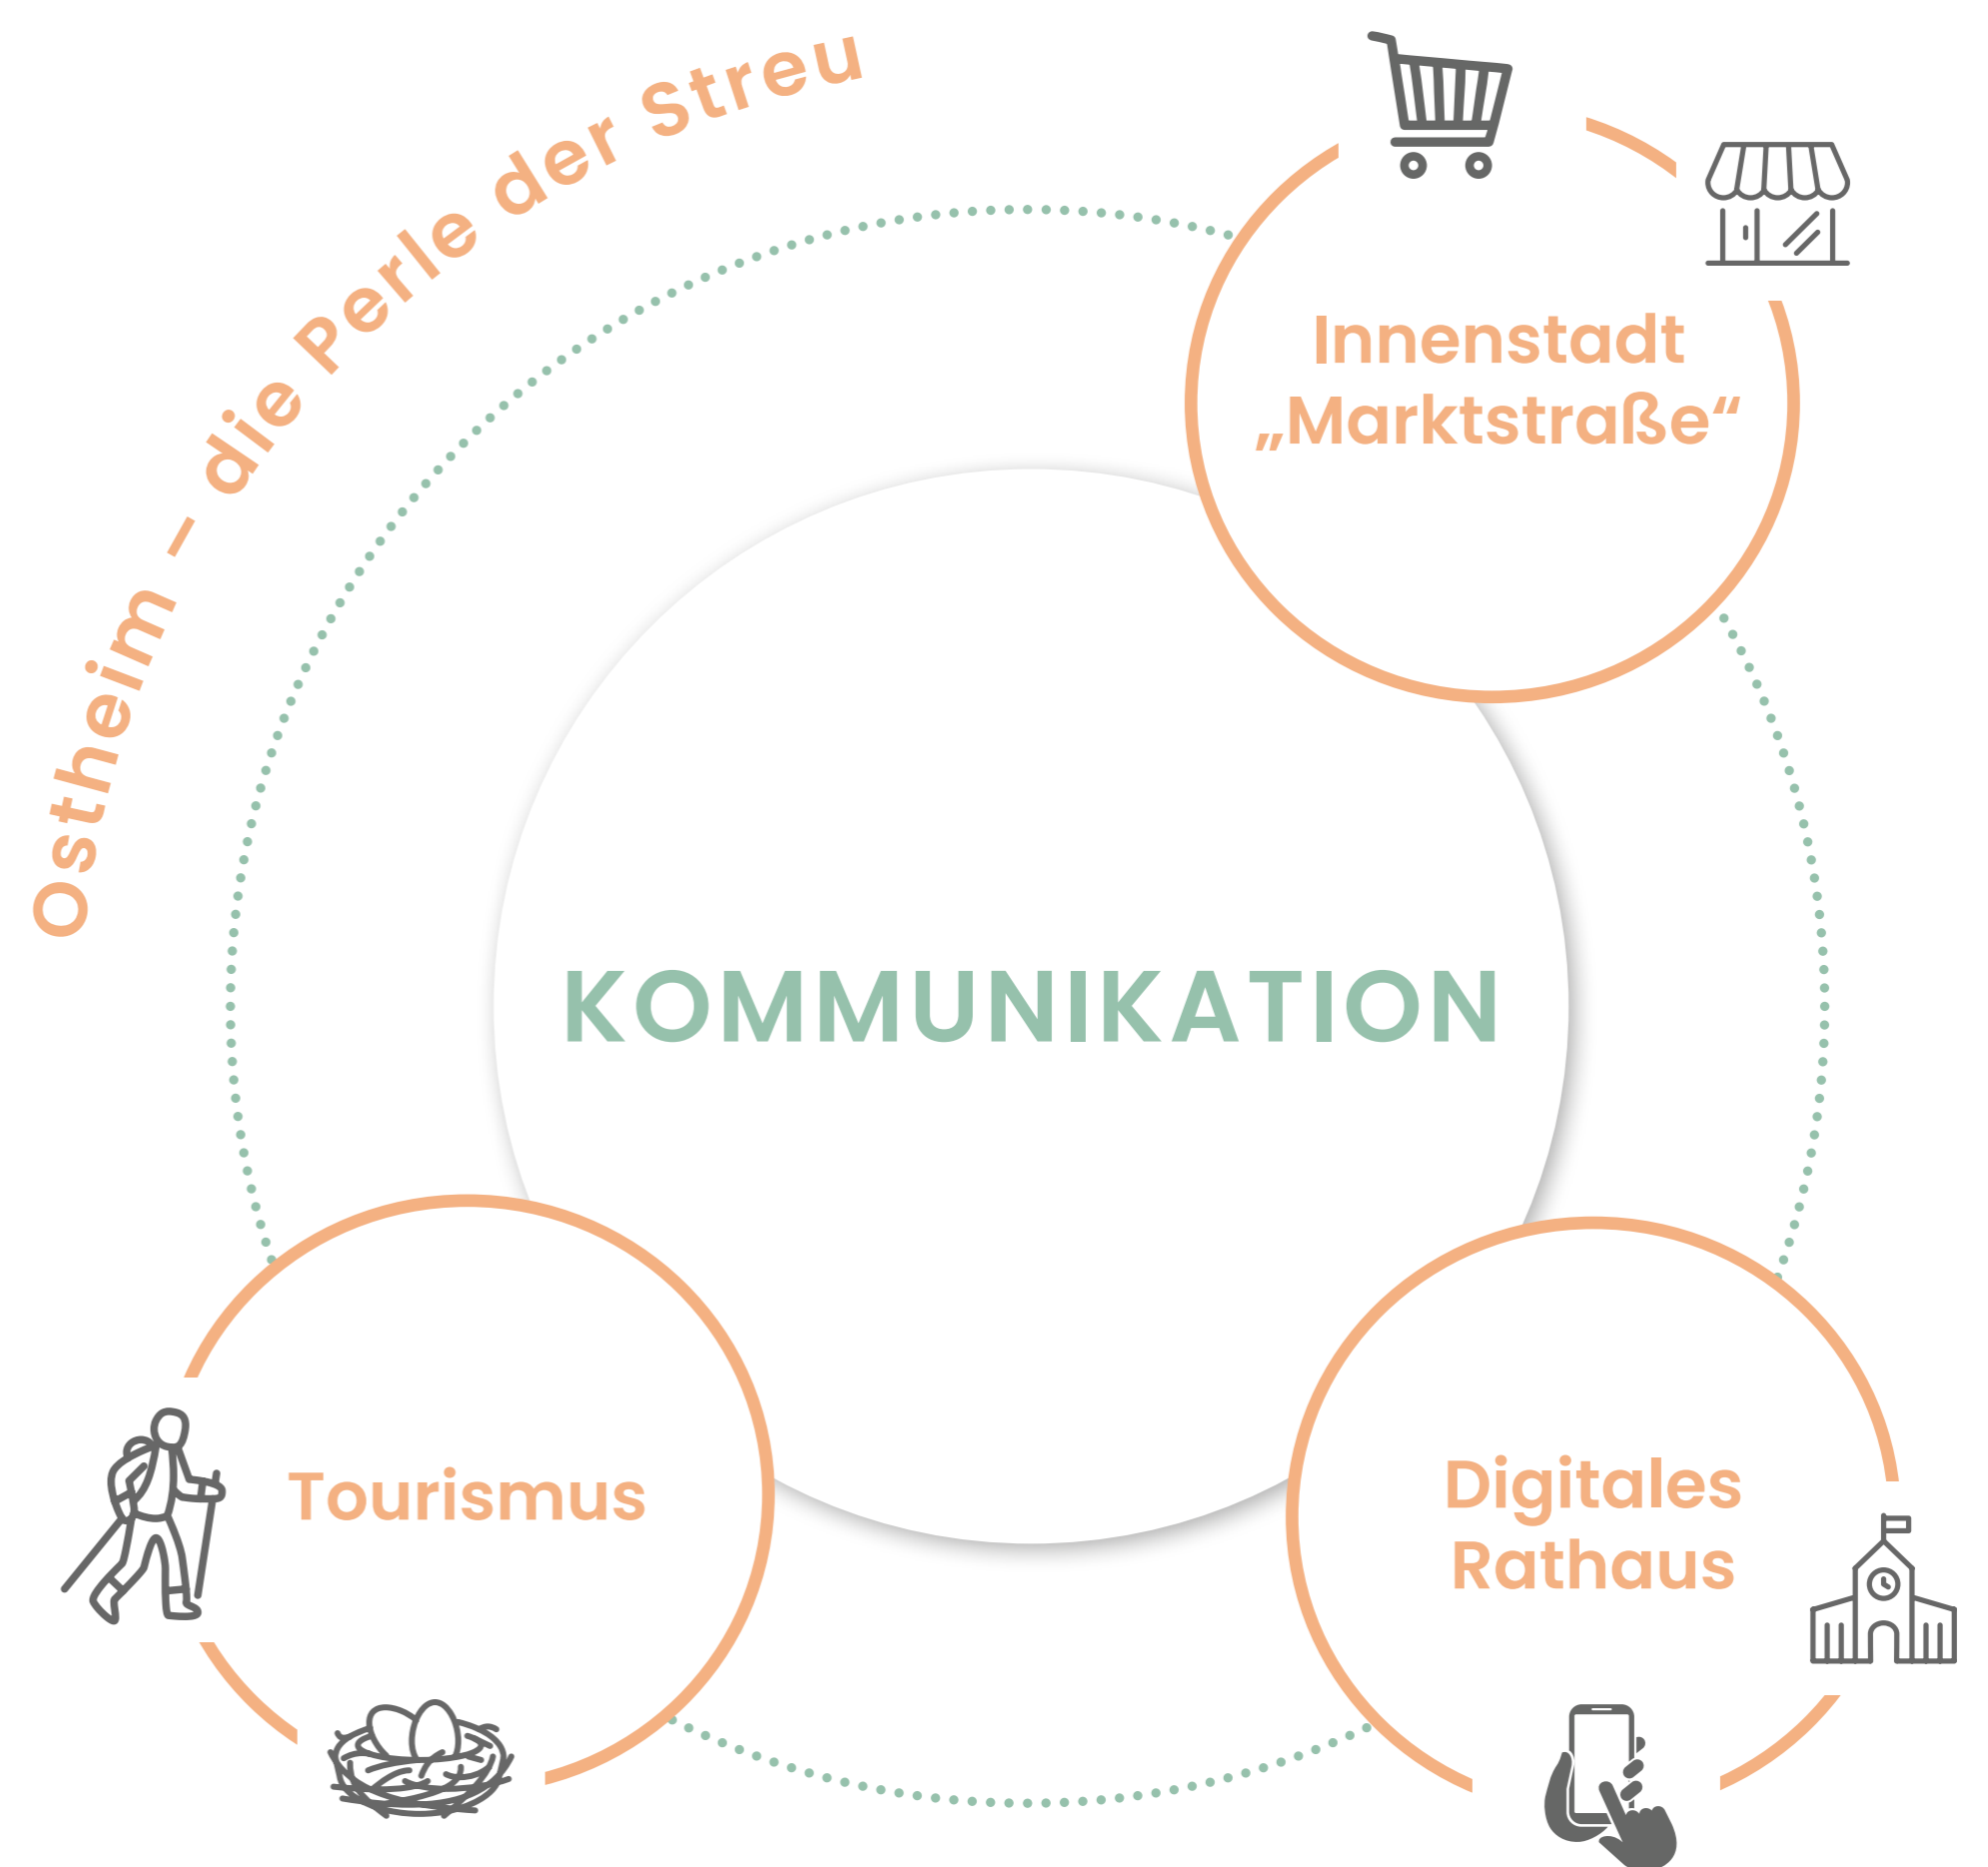 Ostheim – die Perle der Streu
Innenstadt
„Marktstraße“
KOMMUNIKATION
Tourismus
Digitales
Rathaus